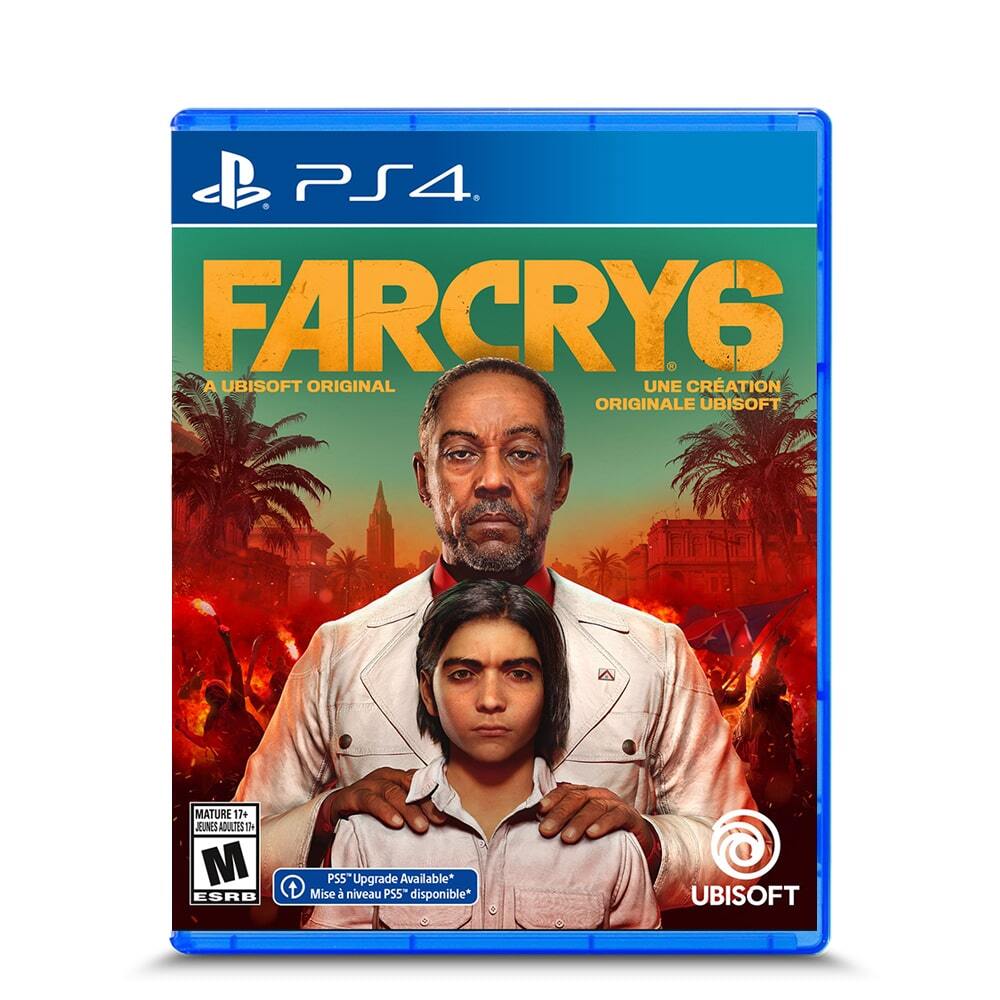 PS4
FARCRY6
A UBISOFT ORIGINAL
UNE CRÉATION
ORIGINALE UBISOFT
MATURE 17+
JEUNES ADULTES 17+
M
ESRB
PS5™ Upgrade Available*
Mise à niveau PS5™ disponible*
UBISOFT